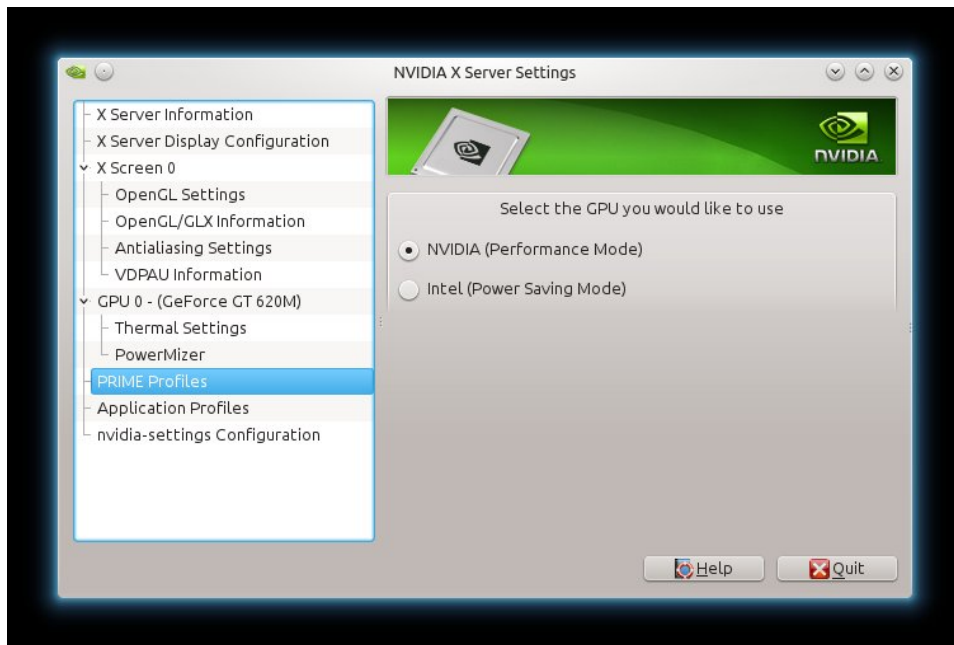 NVIDIA X Server Settings
X Server Information
X Server Display Configuration
X Screen 0
OpenGL Settings
OpenGL/GLX Information
Antialiasing Settings
VDPAU Information
GPU 0 - (GeForce GT 620M)
Thermal Settings
PowerMizer
PRIME Profiles
Application Profiles
nvidia-settings Configuration
NVIDIA
Select the GPU you would like to use
NVIDIA (Performance Mode)
Intel (Power Saving Mode)
Help
Quit